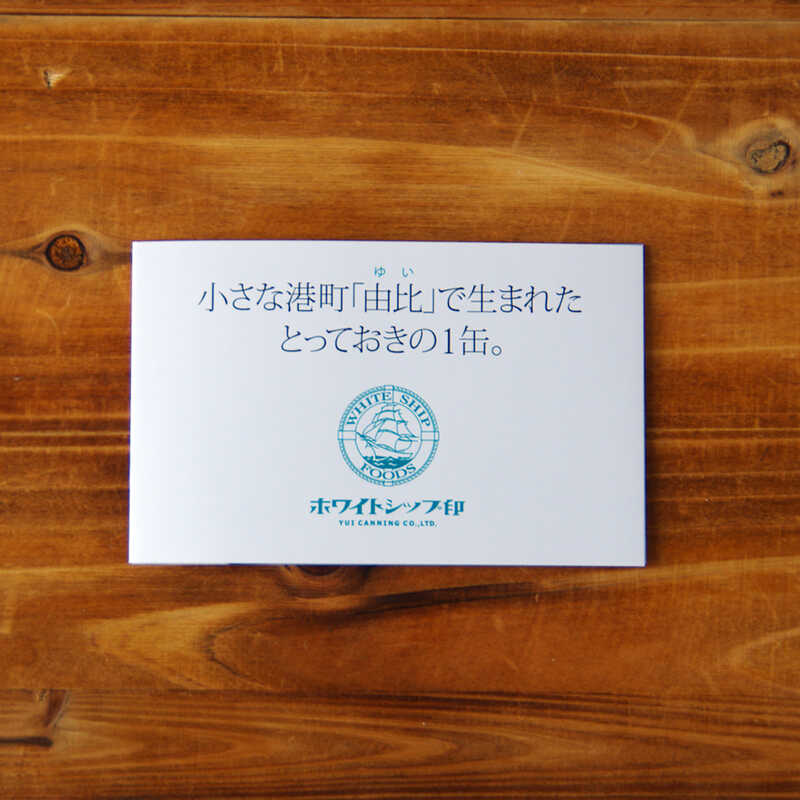 ゆい
小さな港町「由比」で生まれた
とっておきの1缶。
WHITE SHIP
FOODS
ホワイトシップ印
YUI CANNING CO.,LTD.